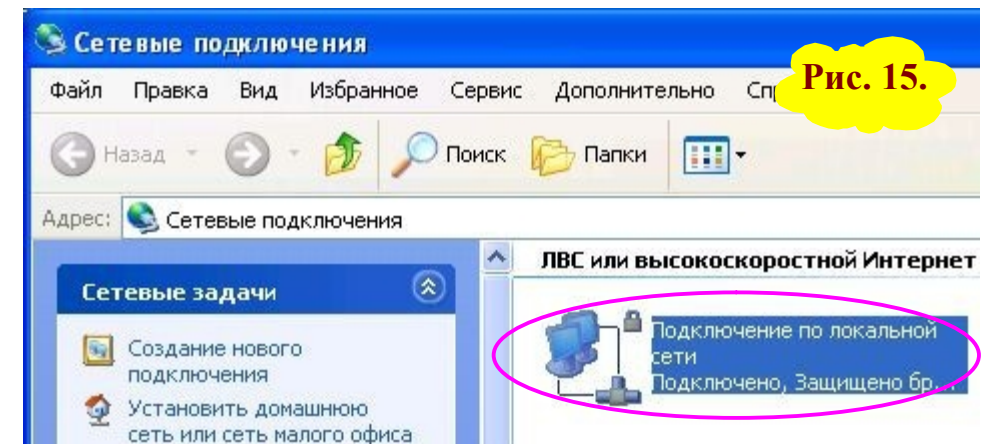 Сетевые подключения
Рис. 15.
Файл Правка Вид Избранное Сервис Дополнительно
Назад Поиск Папки
Адрес: Сетевые подключения
ЛВС или высокоскоростной Интернет
Сетевые задачи
Подключение по локальной
сети
Подключено, Защищено бр...
Создание нового
подключения
Установить домашнюю
сеть или сеть малого офиса